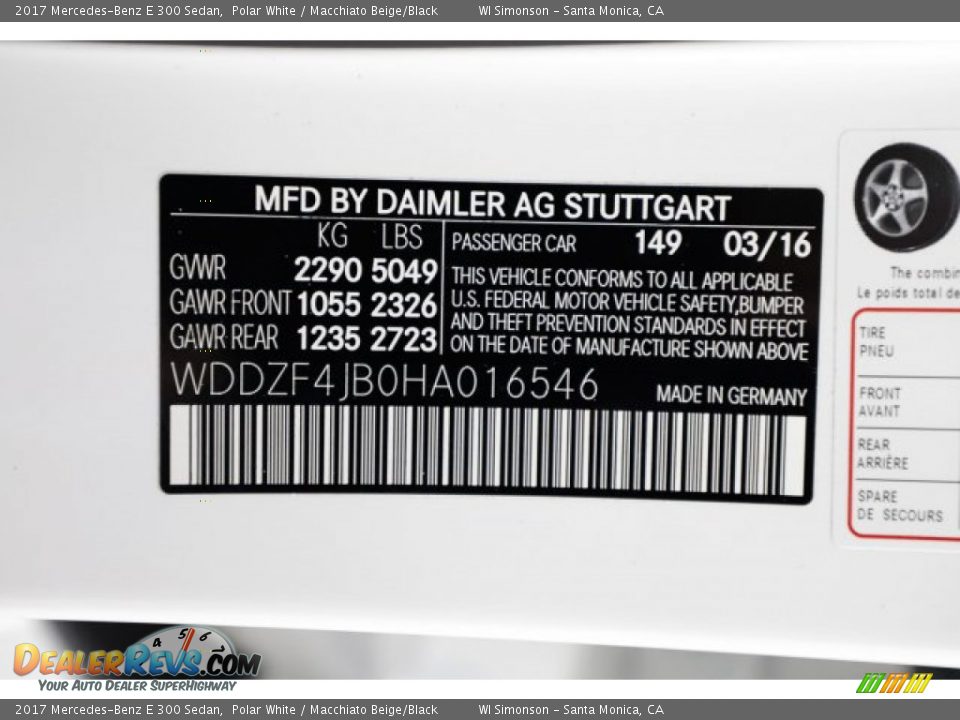 2017 Mercedes-Benz E 300 Sedan, Polar White / Macchiato Beige/Black WI Simonson - Santa Monica, CA
MFD BY DAIMLER AG STUTTGART
KG LBS
GVWR 2290 5049
GAWR FRONT 1055 2326
GAWR REAR 1235 2723
PASSENGER CAR 149 03/16
THIS VEHICLE CONFORMS TO ALL APPLICABLE
U.S. FEDERAL MOTOR VEHICLE SAFETY,BUMPER
AND THEFT PREVENTION STANDARDS IN EFFECT
ON THE DATE OF MANUFACTURE SHOWN ABOVE
WDDZF4JB0HA016546
MADE IN GERMANY
The combin
Le poids total de
TIRE
PNEU
FRONT
AVANT
REAR
ARRIÈRE
SPARE
DE SECOURS
4 5 6
DEALERREVS.COM
YOUR AUTO DEALER SUPERHIGHWAY
2017 Mercedes-Benz E 300 Sedan, Polar White / Macchiato Beige/Black WI Simonson - Santa Monica, CA